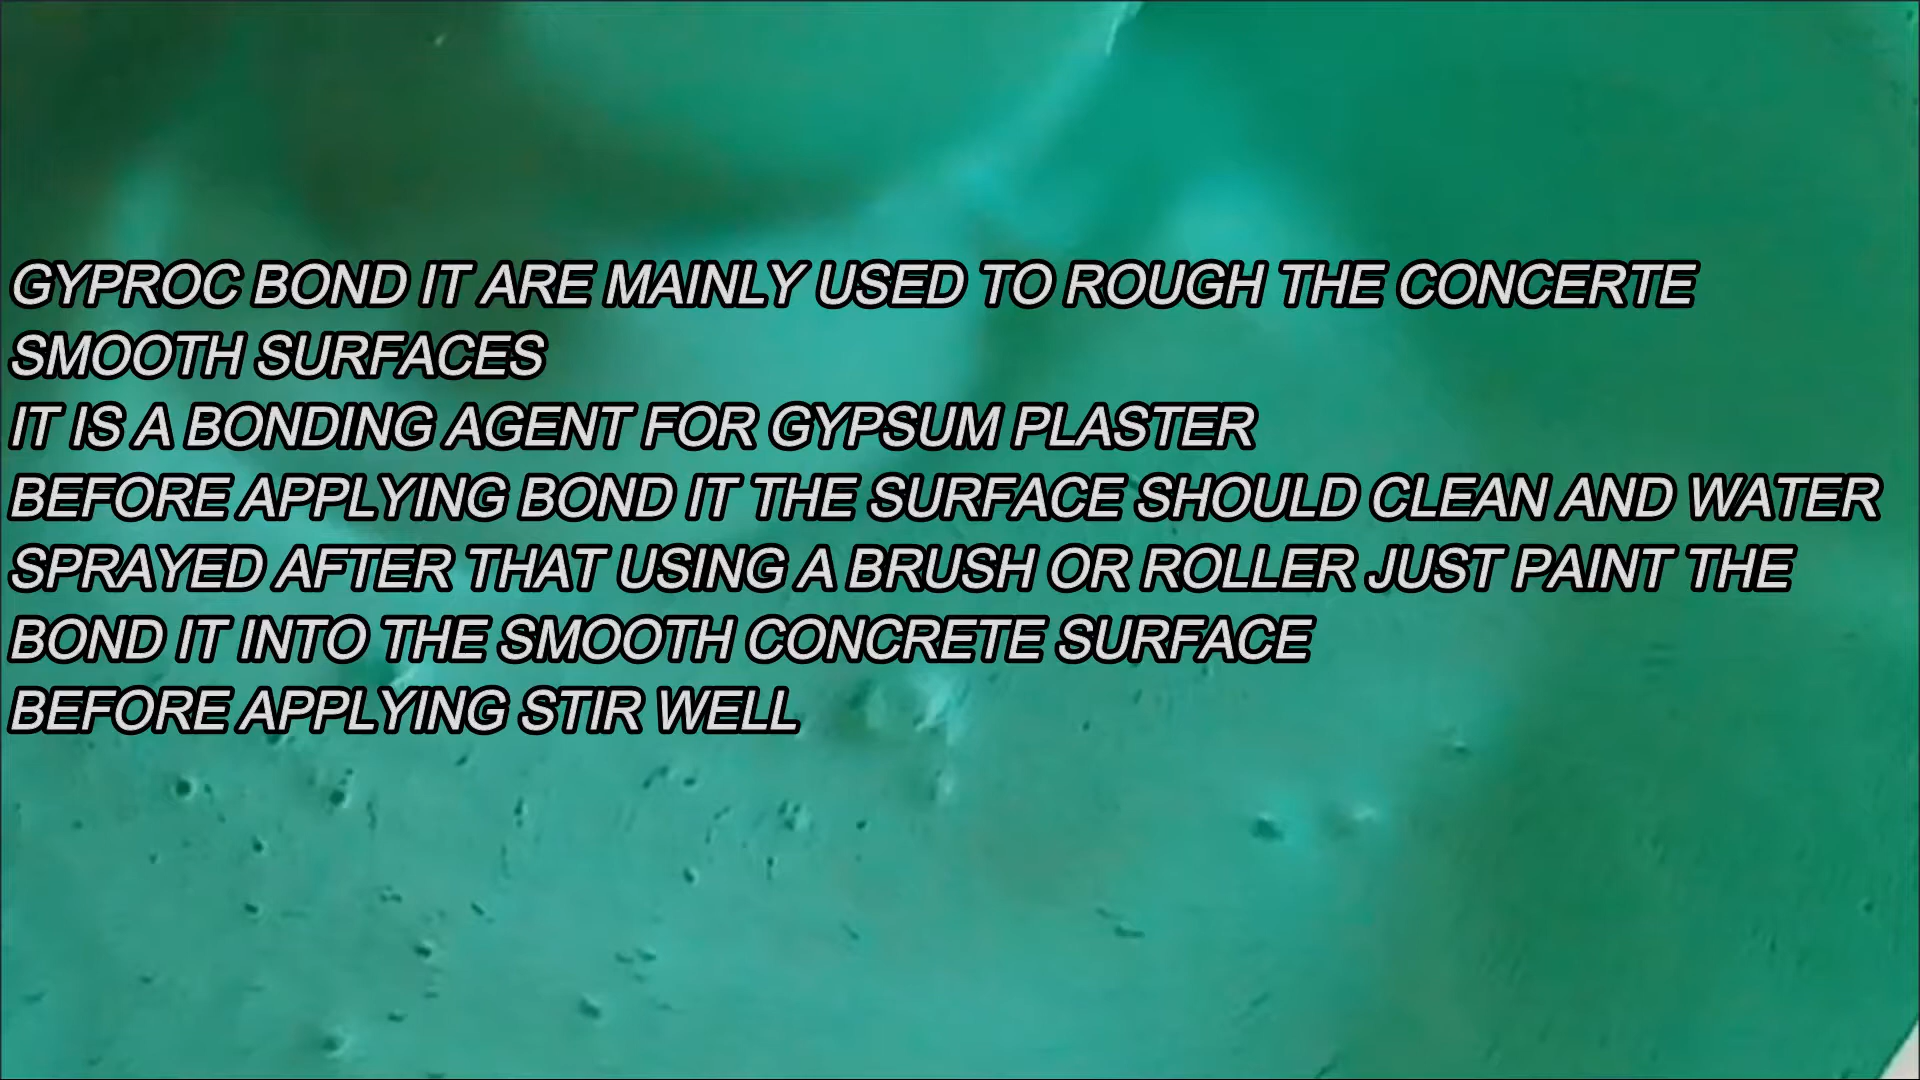 GYPROC BOND IT ARE MAINLY USED TO ROUGH THE CONCERTE
SMOOTH SURFACES
IT IS A BONDING AGENT FOR GYPSUM PLASTER
BEFORE APPLYING BOND IT THE SURFACE SHOULD CLEAN AND WATER
SPRAYED AFTER THAT USING A BRUSH OR ROLLER JUST PAINT THE
BOND IT INTO THE SMOOTH CONCRETE SURFACE
BEFORE APPLYING STIR WELL